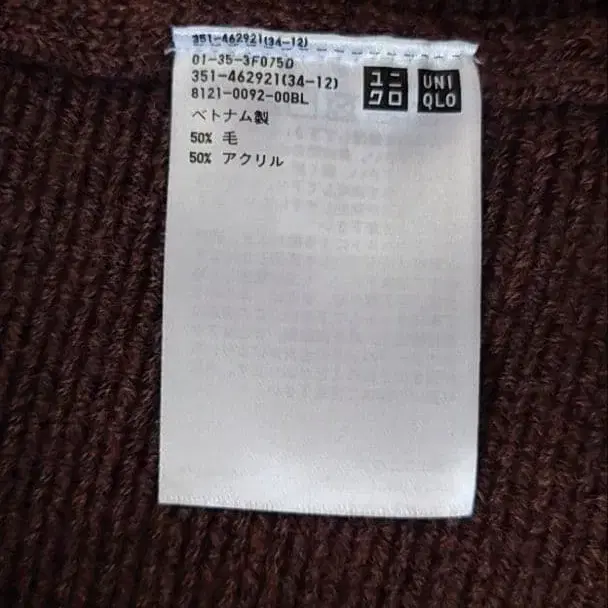 351-462921(34-12)
01-35-3F075D
351-462921(34-12)
8121-0092-00BL
ユニ
クロ
UNI
QLO
ベトナム製
50% 毛
50% アクリル